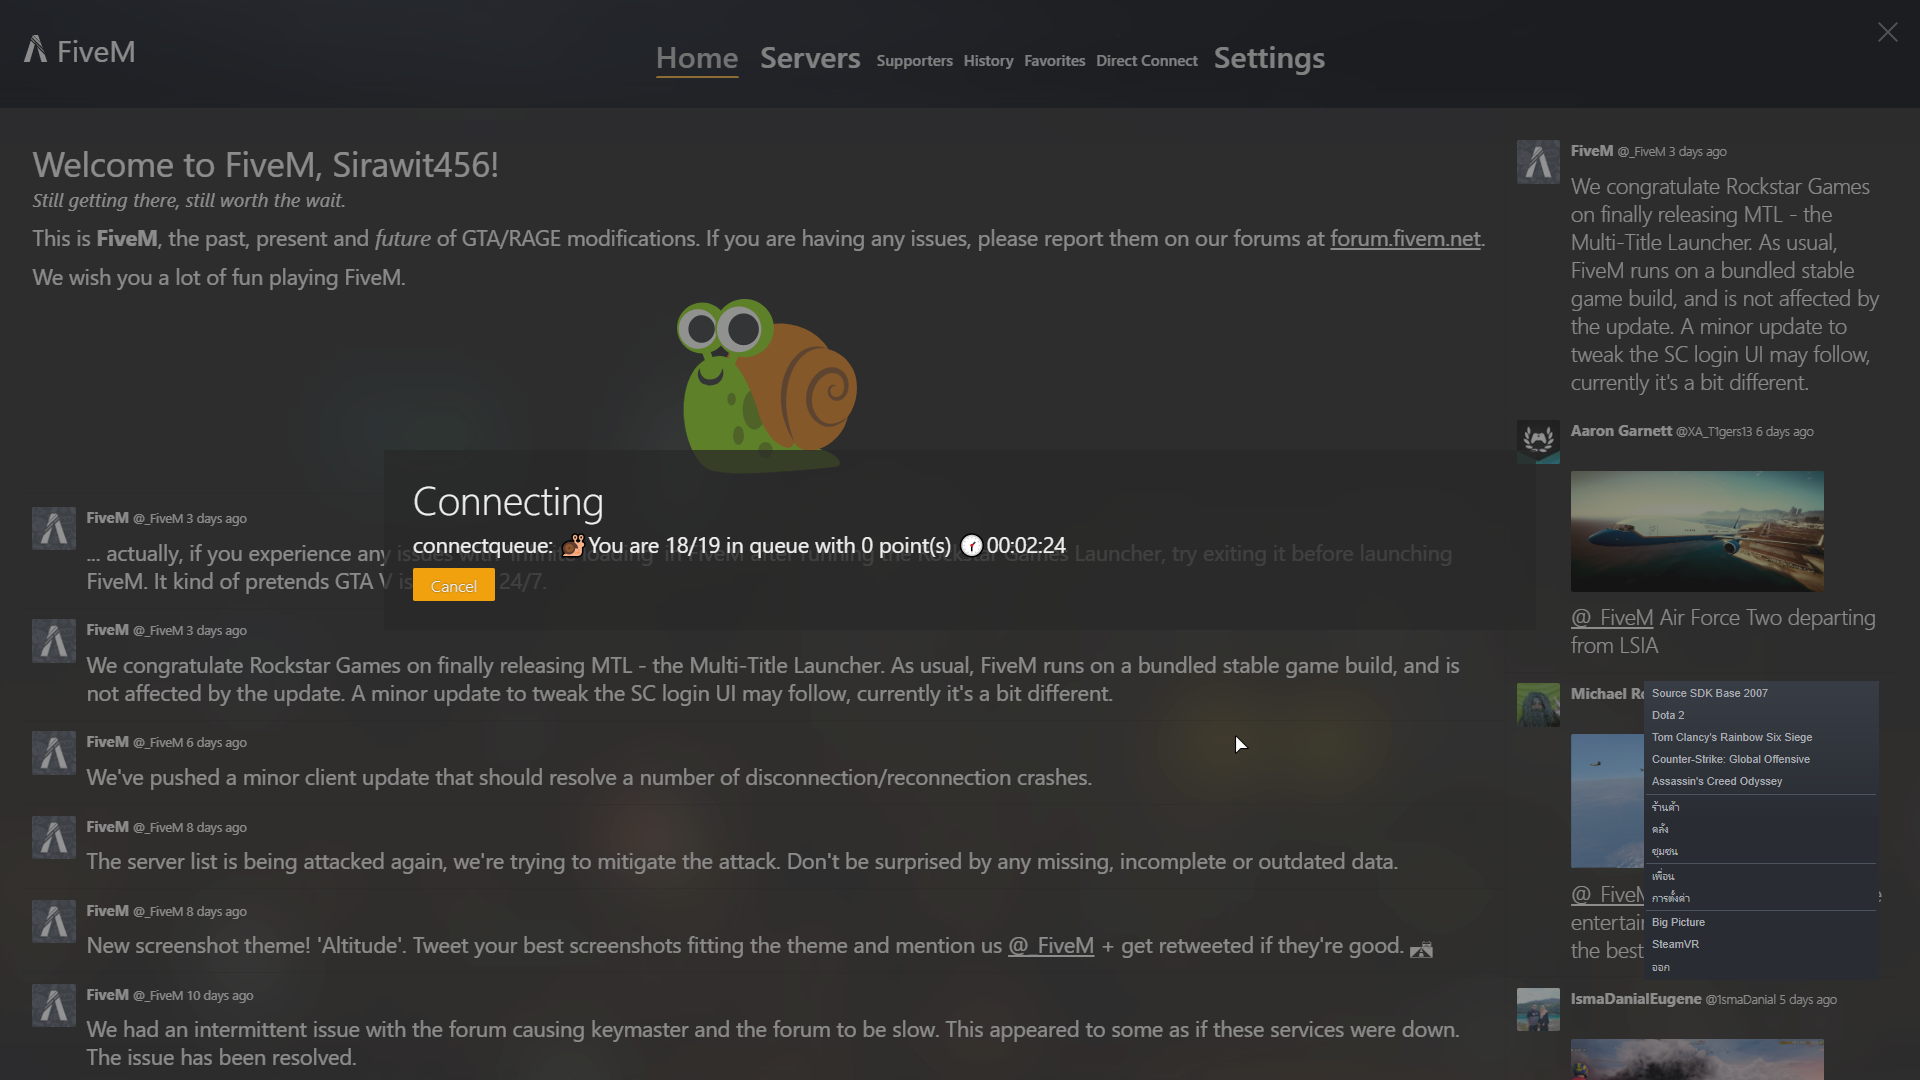 FiveM
Home Servers Supporters History Favorites Direct Connect Settings
Welcome to FiveM, Sirawit456!
Still getting there, still worth the wait.
This is FiveM, the past, present and future of GTA/RAGE modifications. If you are having any issues, please report them on our forums at forum.fivem.net.
We wish you a lot of fun playing FiveM.
Connecting
connectqueue: 🐌You are 18/19 in queue with 0 point(s) 🕐00:02:24
Cancel
FiveM @_FiveM 3 days ago
... actually, if you experience any issues with 'infinite loading' in FiveM after running the Rockstar Games Launcher, try exiting it before launching
FiveM. It kind of pretends GTA V is 24/7.
FiveM @_FiveM 3 days ago
We congratulate Rockstar Games on finally releasing MTL - the Multi-Title Launcher. As usual, FiveM runs on a bundled stable game build, and is
not affected by the update. A minor update to tweak the SC login UI may follow, currently it's a bit different.
FiveM @_FiveM 6 days ago
We've pushed a minor client update that should resolve a number of disconnection/reconnection crashes.
FiveM @_FiveM 8 days ago
The server list is being attacked again, we're trying to mitigate the attack. Don't be surprised by any missing, incomplete or outdated data.
FiveM @_FiveM 8 days ago
New screenshot theme! 'Altitude'. Tweet your best screenshots fitting the theme and mention us @_FiveM + get retweeted if they're good.
FiveM @_FiveM 10 days ago
We had an intermittent issue with the forum causing keymaster and the forum to be slow. This appeared to some as if these services were down.
The issue has been resolved.
FiveM @_FiveM 3 days ago
We congratulate Rockstar Games
on finally releasing MTL - the
Multi-Title Launcher. As usual,
FiveM runs on a bundled stable
game build, and is not affected by
the update. A minor update to
tweak the SC login UI may follow,
currently it's a bit different.
Aaron Garnett @XA_T1gers13 6 days ago
@_FiveM Air Force Two departing
from LSIA
Michael
@_FiveM
the best
Source SDK Base 2007
Dota 2
Tom Clancy's Rainbow Six Siege
Counter-Strike: Global Offensive
Assassin's Creed Odyssey
ร้านค้า
คลัง
ชุมชน
เพื่อน
การตั้งค่า
Big Picture
SteamVR
ออก
IsmaDanialEugene @1smaDanial 5 days ago